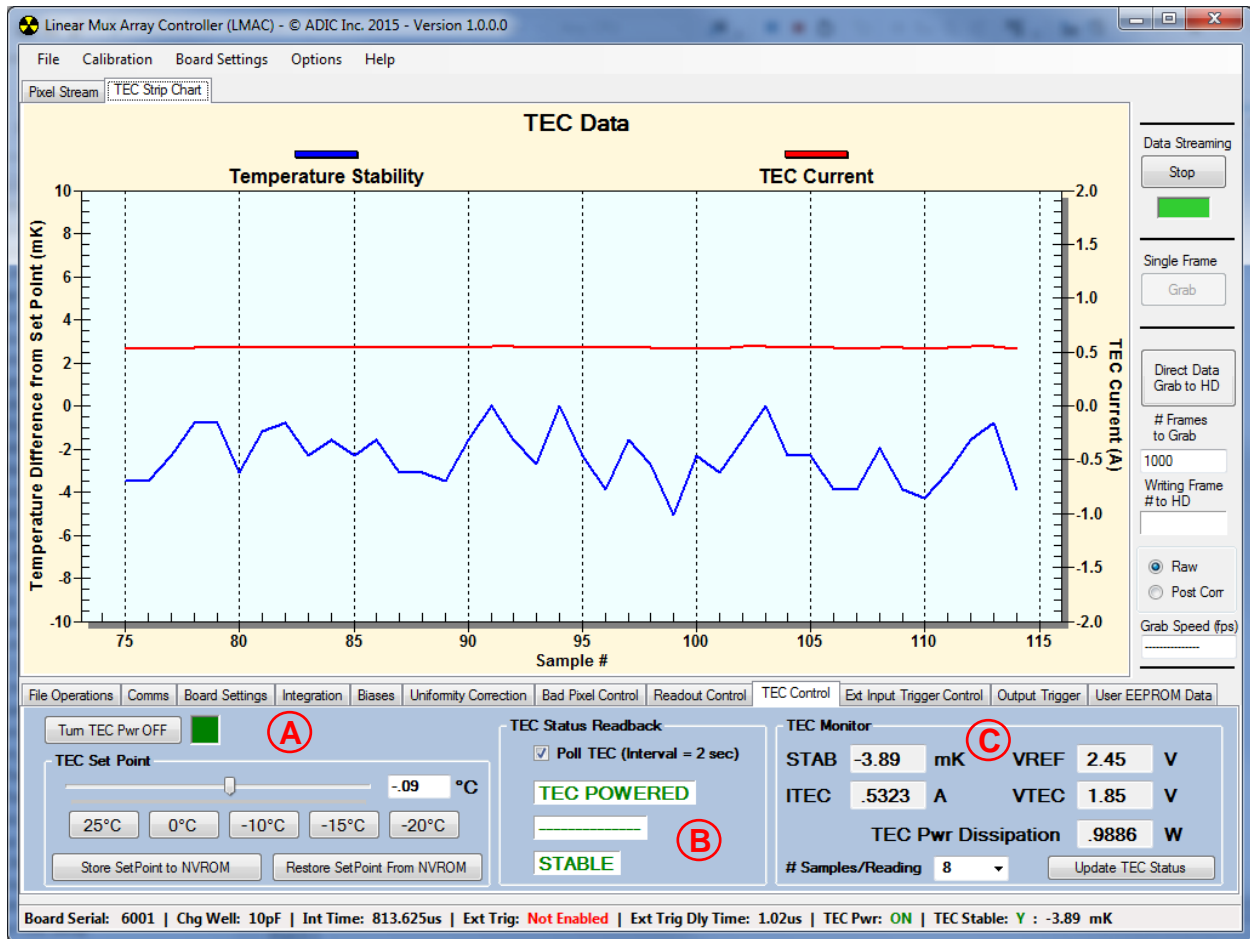 Linear Mux Array Controller (LMAC) - © ADIC Inc. 2015 - Version 1.0.0.0
File Calibration Board Settings Options Help
Pixel Stream TEC Strip Chart
TEC Data
Temperature Stability TEC Current
Temperature Difference from Set Point (mK)
10
8
6
4
2
0
-2
-4
-6
-8
-10
2.0
1.5
1.0
0.5
0.0
-0.5
-1.0
-1.5
-2.0
TEC Current (A)
75 80 85 90 95 100 105 110 115
Sample #
Data Streaming
Stop
Single Frame
Grab
Direct Data
Grab to HD
# Frames
to Grab
1000
Writing Frame
# to HD
Raw
Post Corr
Grab Speed (fps)
---------------
File Operations Comms Board Settings Integration Biases Uniformity Correction Bad Pixel Control Readout Control TEC Control Ext Input Trigger Control Output Trigger User EEPROM Data
Turn TEC Pwr OFF A
TEC Set Point
-.09 °C
25°C 0°C -10°C -15°C -20°C
Store SetPoint to NVROM Restore SetPoint From NVROM
TEC Status Readback
Poll TEC (Interval = 2 sec)
TEC POWERED
--------------
B
STABLE
TEC Monitor
C
STAB -3.89 mK VREF 2.45 V
ITEC .5323 A VTEC 1.85 V
TEC Pwr Dissipation .9886 W
# Samples/Reading 8 Update TEC Status
Board Serial: 6001 | Chg Well: 10pF | Int Time: 813.625us | Ext Trig: Not Enabled | Ext Trig Dly Time: 1.02us | TEC Pwr: ON | TEC Stable: Y : -3.89 mK